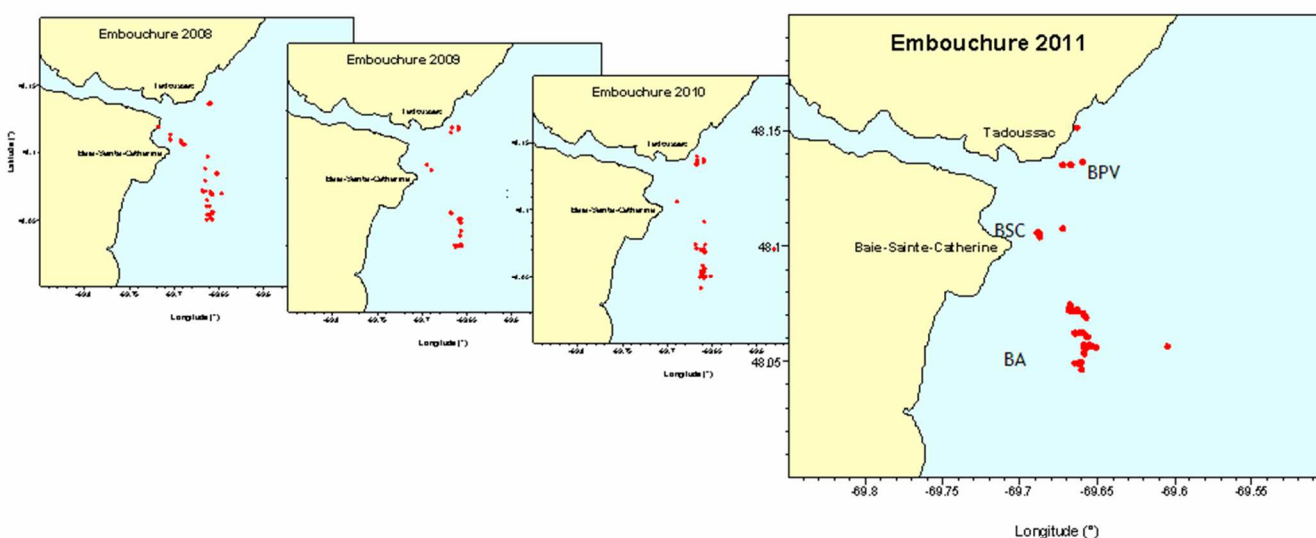 Embouchure 2008
Tadoussac
Baie-Sainte-Catherine
Latitude (°)
Longitude (°)
Embouchure 2009
Tadoussac
Baie-Sainte-Catherine
Longitude (°)
Embouchure 2010
Tadoussac
Baie-Sainte-Catherine
Longitude (°)
Embouchure 2011
48.15
Tadoussac
BPV
BSC
48.1
Baie-Sainte-Catherine
BA
48.05
-69.8 -69.75 -69.7 -69.65 -69.6 -69.55
Longitude (°)